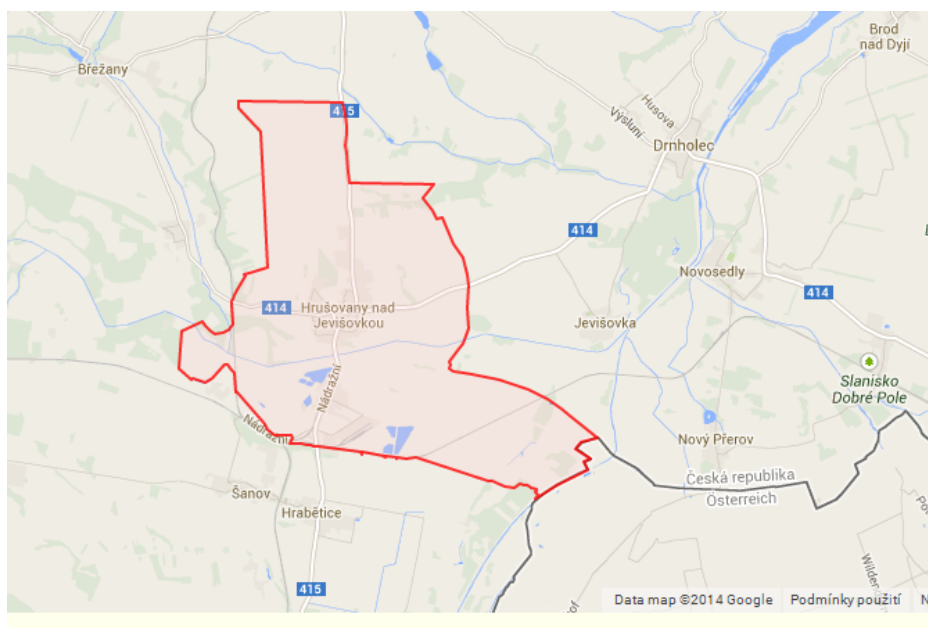 Brod
nad Dyjí
Břežany
415
Husova
Výsluní
Drnholec
414
Novosedly
414
414
Hrušovany nad
Jevišovkou
Jevišovka
Slanisko
Dobré Pole
Nádražní
Nádražní
Nový Přerov
Česká republika
Österreich
Šanov
Hrabětice
415
Data map ©2014 Google
Podmínky použití